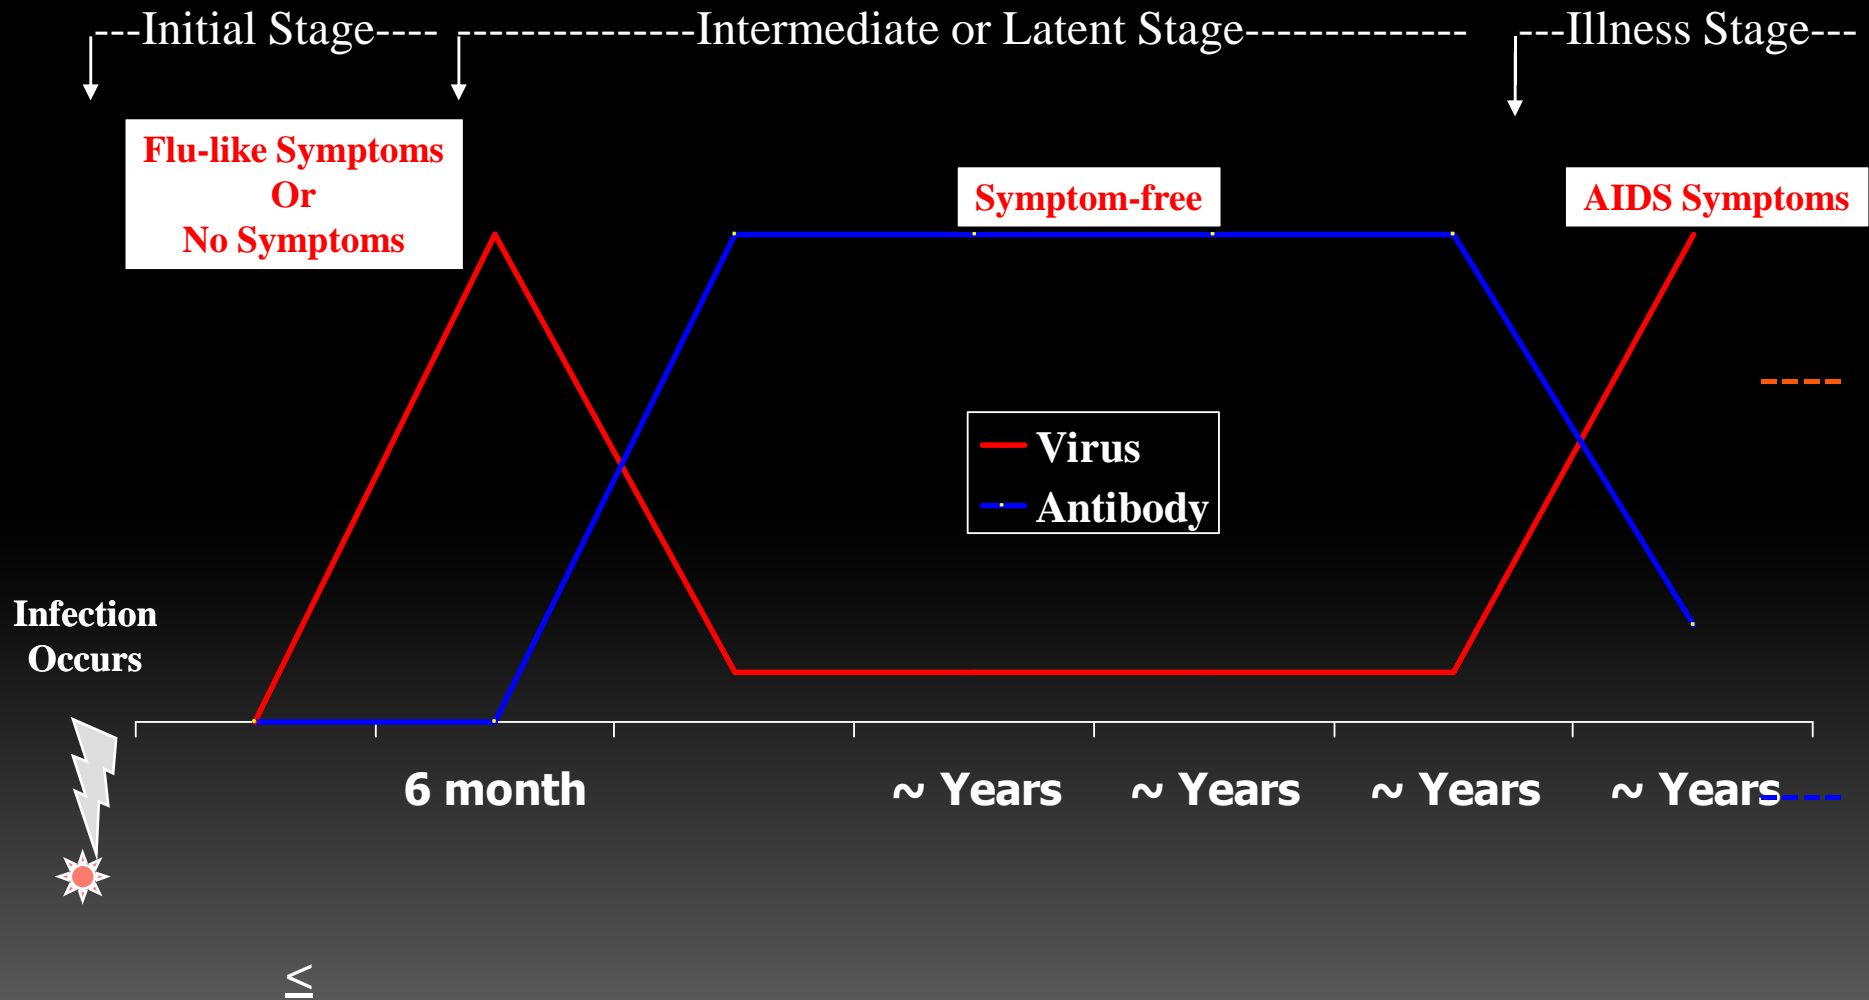 ---Initial Stage----
--------------Intermediate or Latent Stage-------------
---Illness Stage---
Flu-like Symptoms
Or
No Symptoms
Symptom-free
AIDS Symptoms
Virus
Antibody
Infection
Occurs
6 month
~ Years
~ Years
~ Years
~ Years
≤